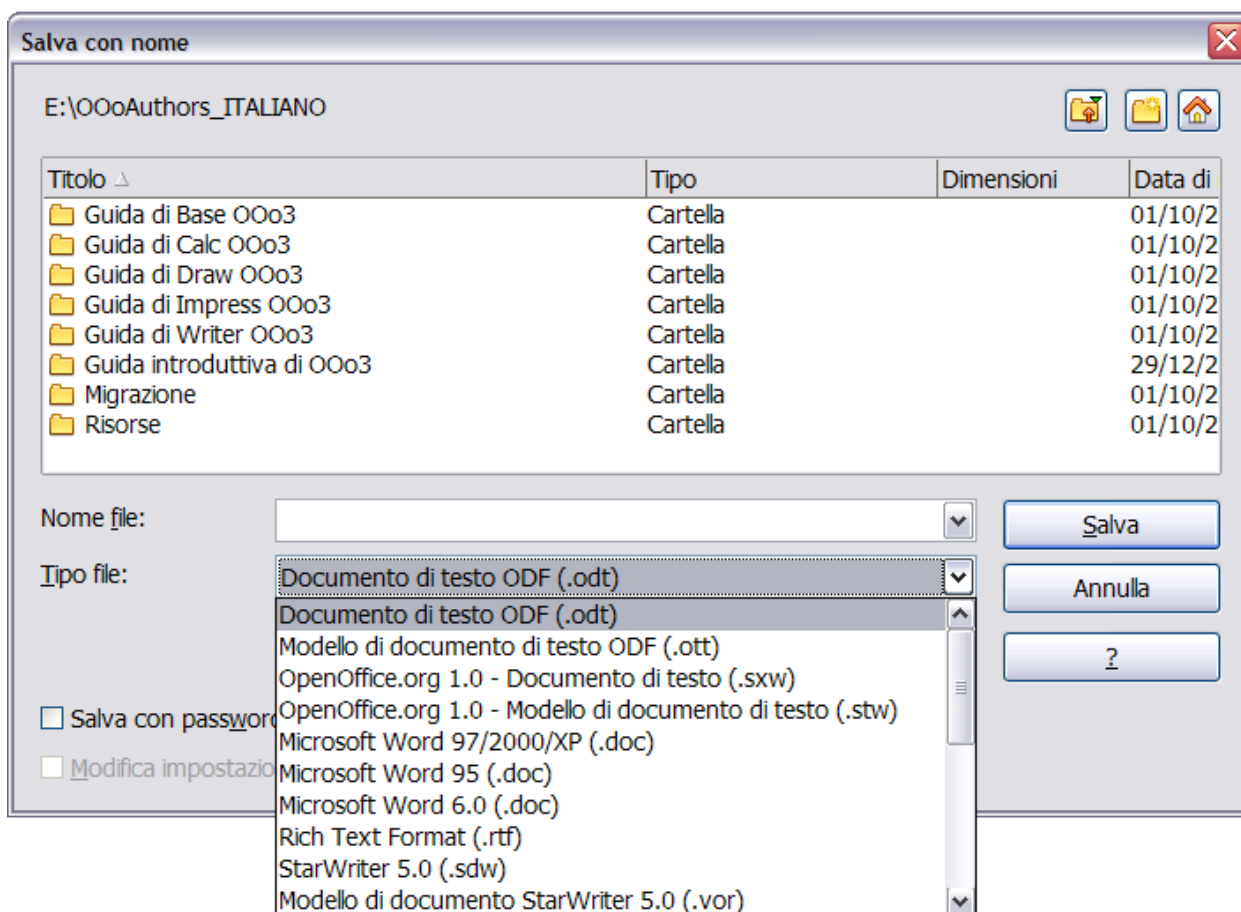 Salva con nome
E:\OOoAuthors_ITALIANO
Titolo Tipo Dimensioni Data di
Guida di Base OOo3 Cartella 01/10/2
Guida di Calc OOo3 Cartella 01/10/2
Guida di Draw OOo3 Cartella 01/10/2
Guida di Impress OOo3 Cartella 01/10/2
Guida di Writer OOo3 Cartella 01/10/2
Guida introduttiva di OOo3 Cartella 29/12/2
Migrazione Cartella 01/10/2
Risorse Cartella 01/10/2
Nome file: Salva
Tipo file: Documento di testo ODF (.odt) Annulla
Documento di testo ODF (.odt)
Modello di documento di testo ODF (.ott) ?
OpenOffice.org 1.0 - Documento di testo (.sxw)
Salva con password OpenOffice.org 1.0 - Modello di documento di testo (.stw)
Microsoft Word 97/2000/XP (.doc)
Modifica impostazio Microsoft Word 95 (.doc)
Microsoft Word 6.0 (.doc)
Rich Text Format (.rtf)
StarWriter 5.0 (.sdw)
Modello di documento StarWriter 5.0 (.vor)